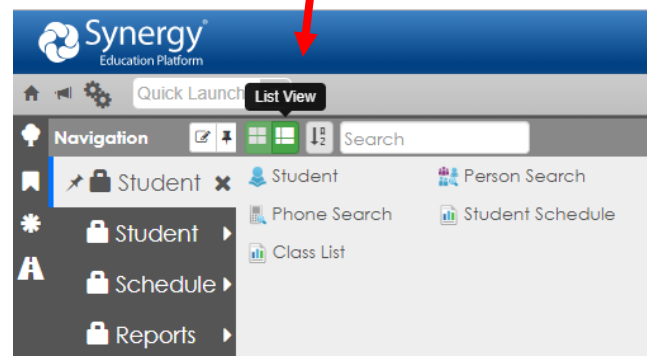 Synergy®
Education Platform
Quick Launch
List View
Navigation
Search
Student
Student
Person Search
Student
Phone Search
Student Schedule
Schedule
Class List
Reports